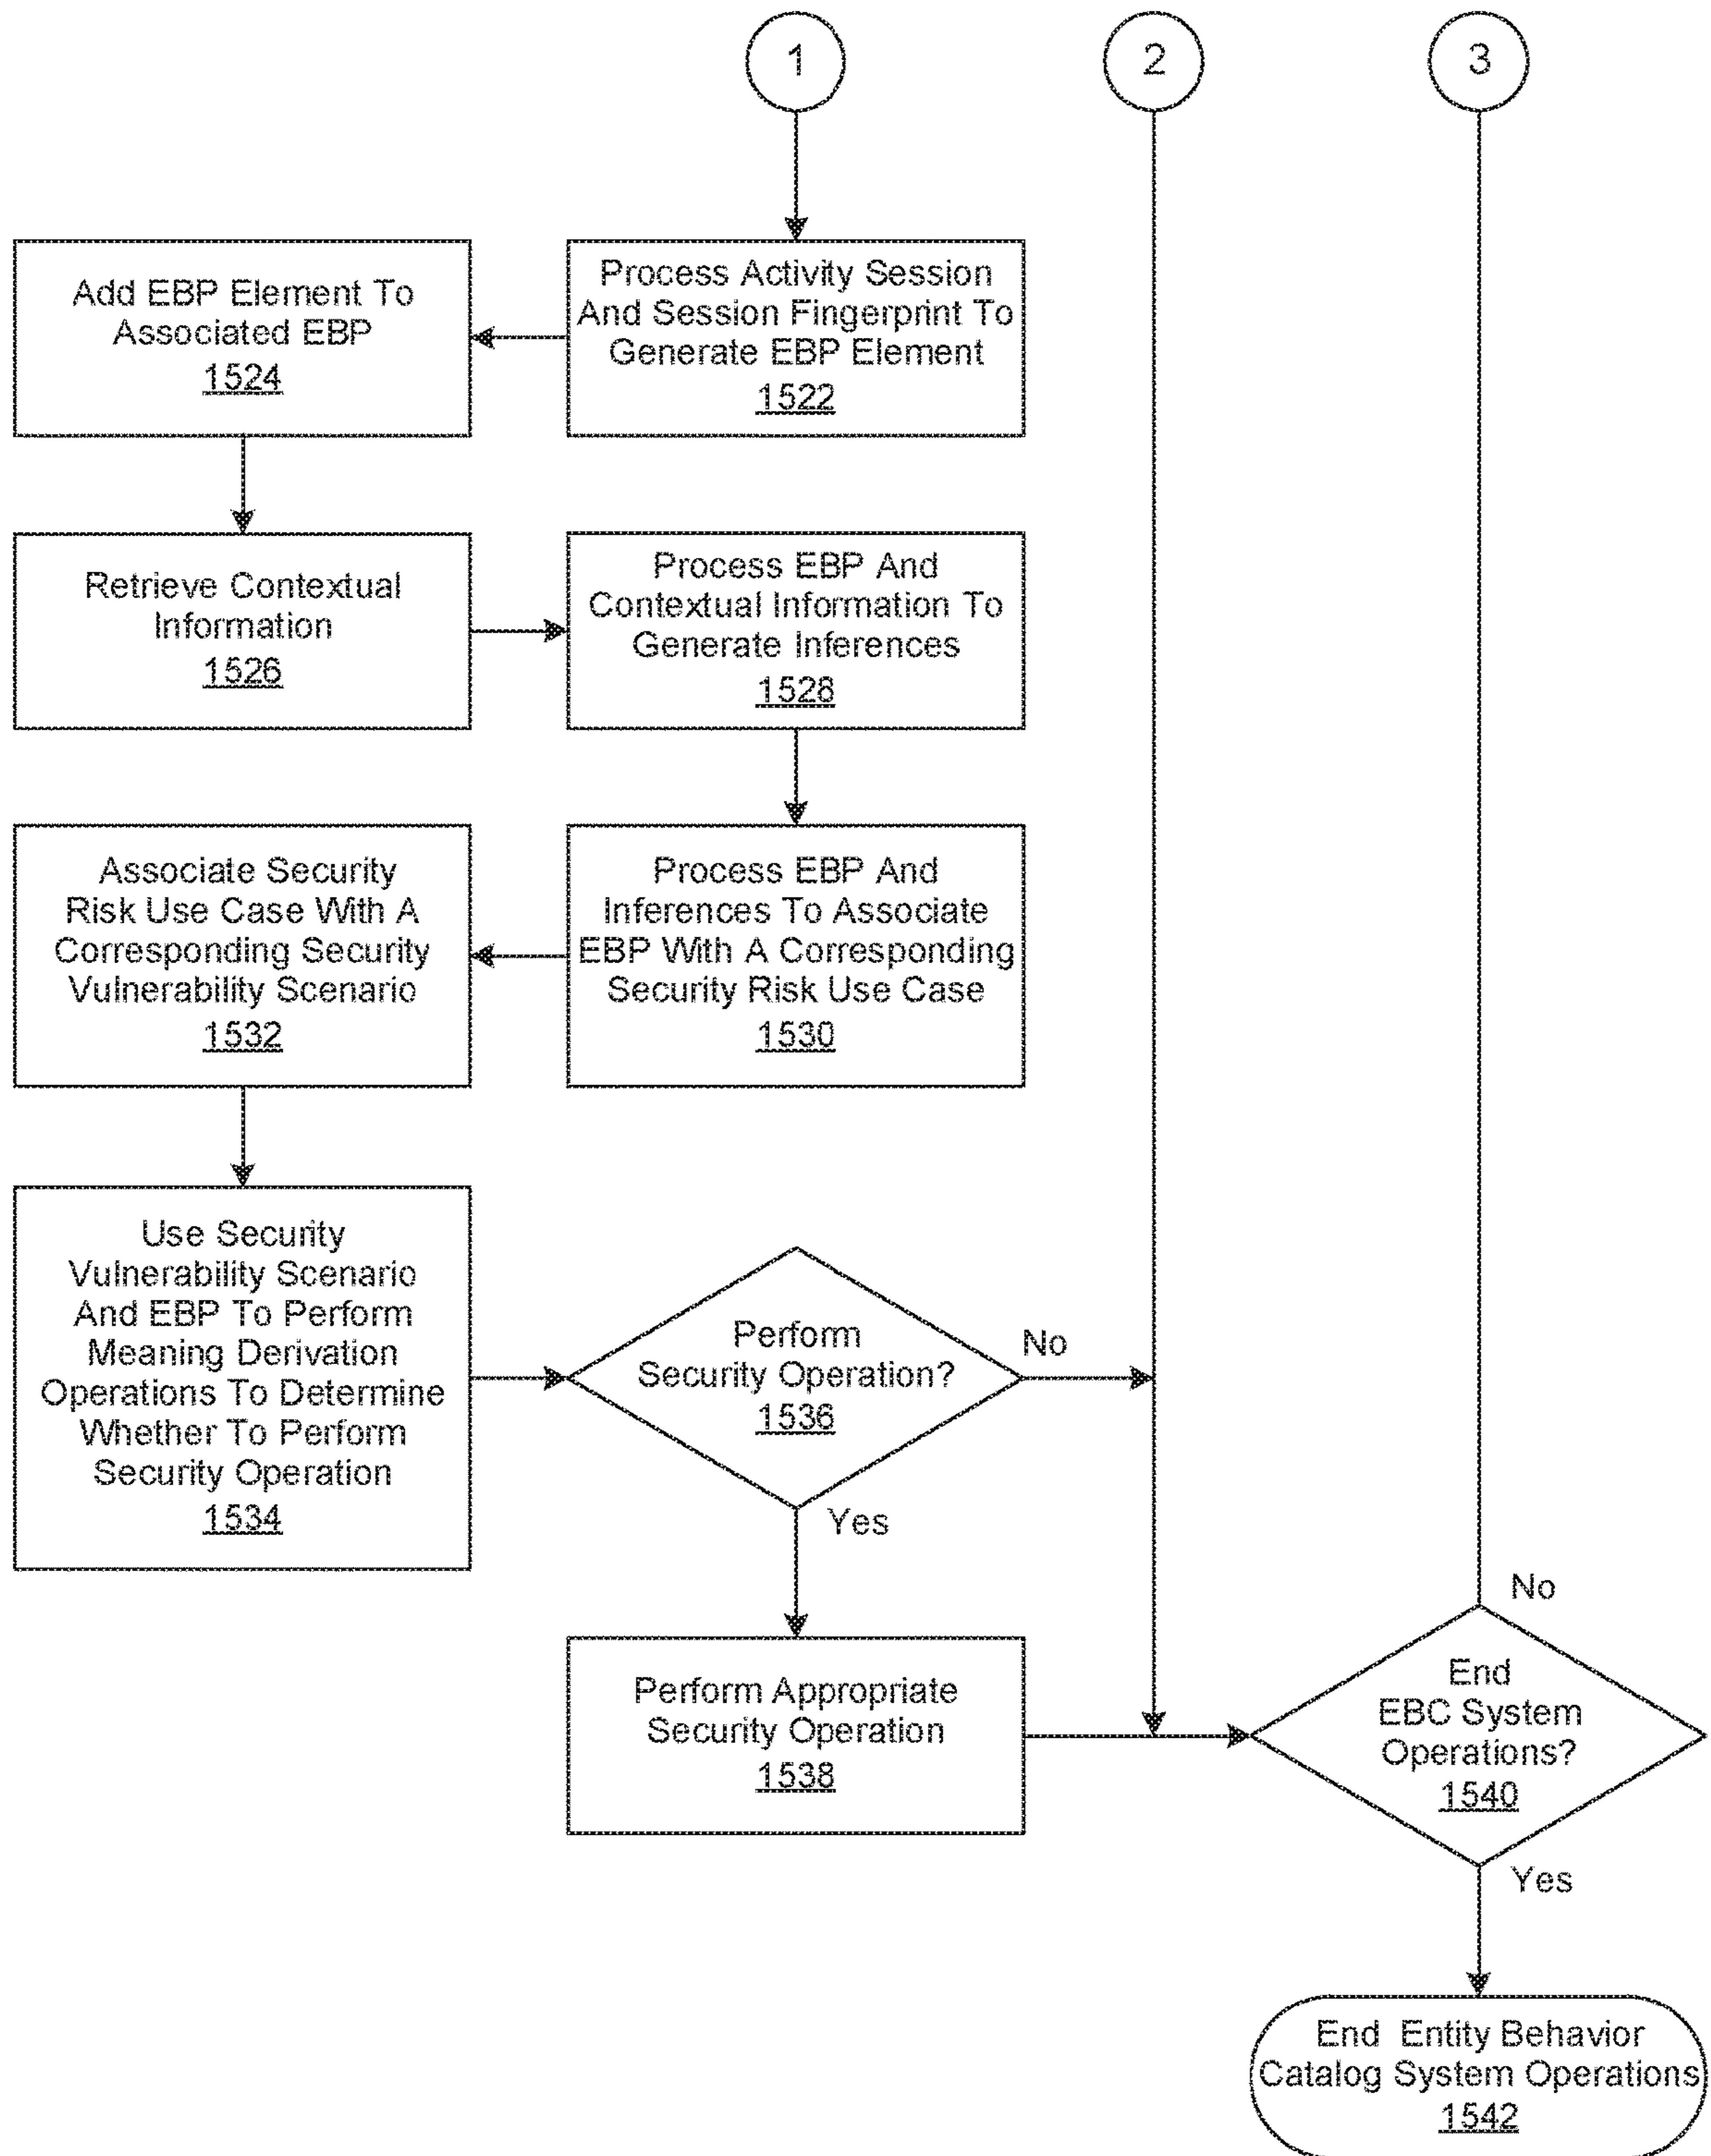 1
2
3
Process Activity Session
And Session Fingerprint To
Generate EBP Element
1522
Add EBP Element To
Associated EBP
1524
Retrieve Contextual
Information
1526
Process EBP And
Contextual Information To
Generate Inferences
1528
Process EBP And
Inferences To Associate
EBP With A Corresponding
Security Risk Use Case
1530
Associate Security
Risk Use Case With A
Corresponding Security
Vulnerability Scenario
1532
Use Security
Vulnerability Scenario
And EBP To Perform
Meaning Derivation
Operations To Determine
Whether To Perform
Security Operation
1534
Perform
Security Operation?
1536
No
Yes
Perform Appropriate
Security Operation
1538
No
End
EBC System
Operations?
1540
Yes
End Entity Behavior
Catalog System Operations
1542